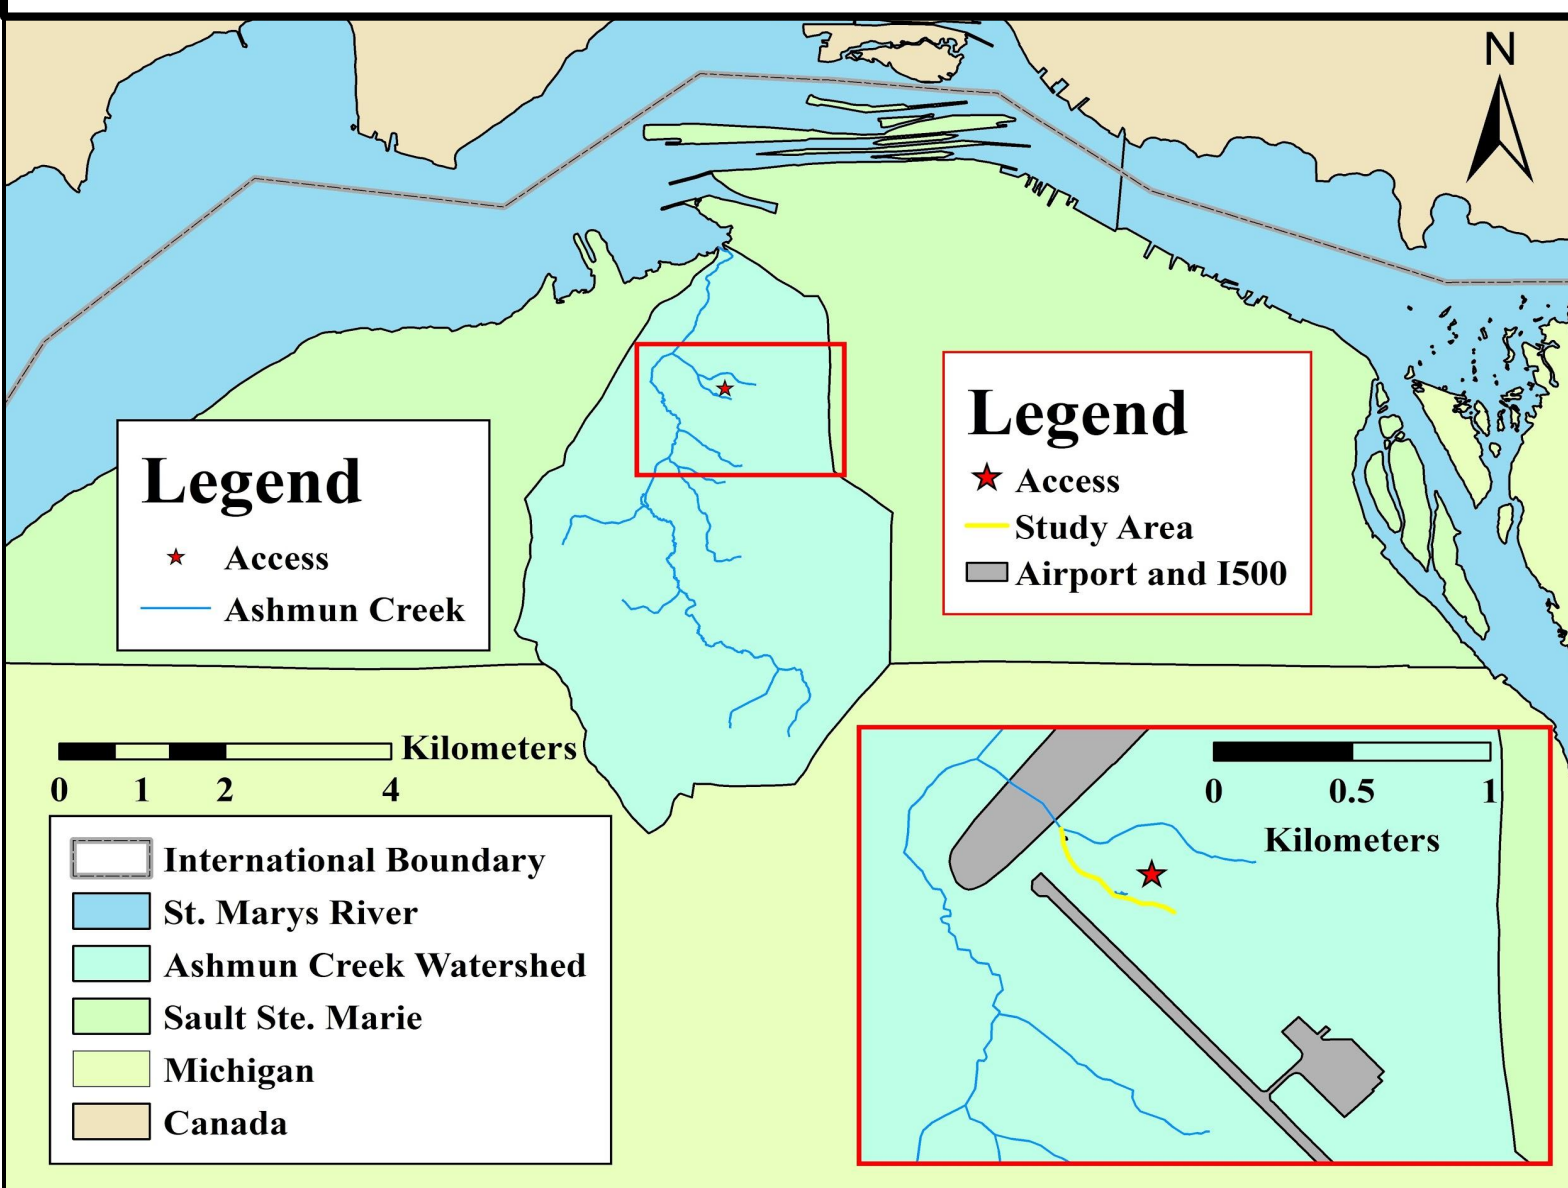 N
Legend
Access
Ashmun Creek
Legend
Access
Study Area
Airport and I500
Kilometers
0 1 2 4
International Boundary
St. Marys River
Ashmun Creek Watershed
Sault Ste. Marie
Michigan
Canada
0 0.5 1
Kilometers